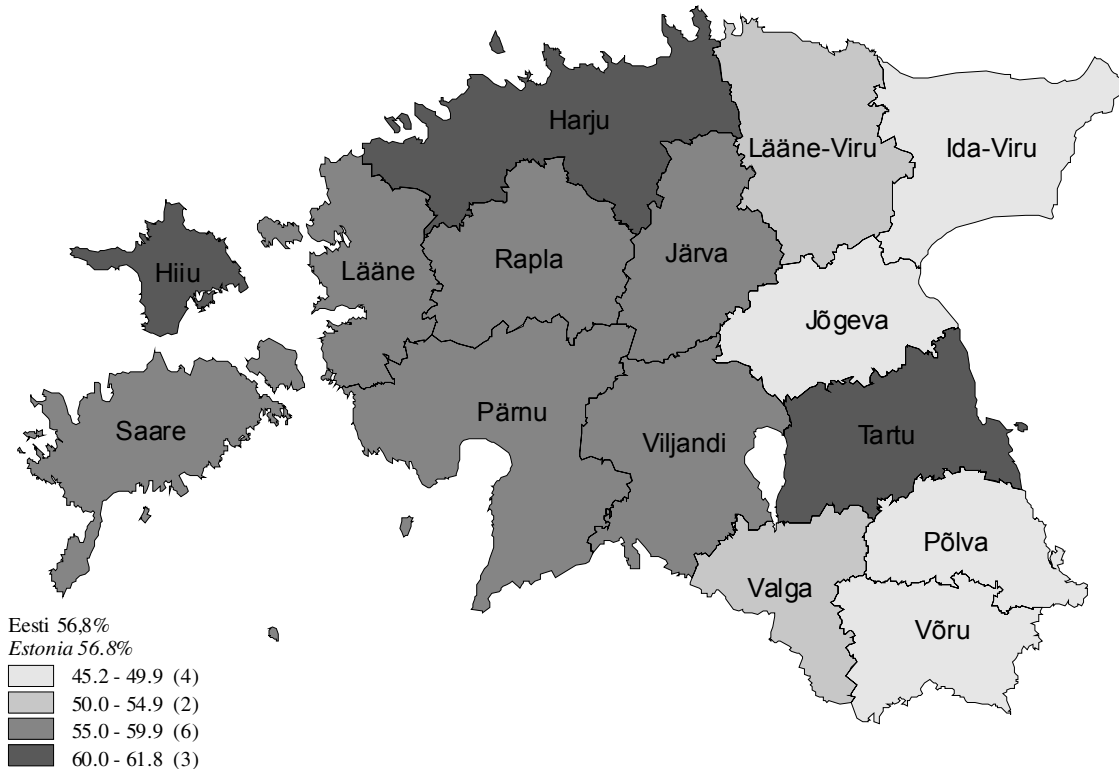 Harju
Lääne-Viru
Ida-Viru
Hiiu
Lääne
Rapla
Järva
Jõgeva
Saare
Pärnu
Viljandi
Tartu
Põlva
Valga
Võru
Eesti 56,8%
Estonia 56.8%
45.2 - 49.9 (4)
50.0 - 54.9 (2)
55.0 - 59.9 (6)
60.0 - 61.8 (3)